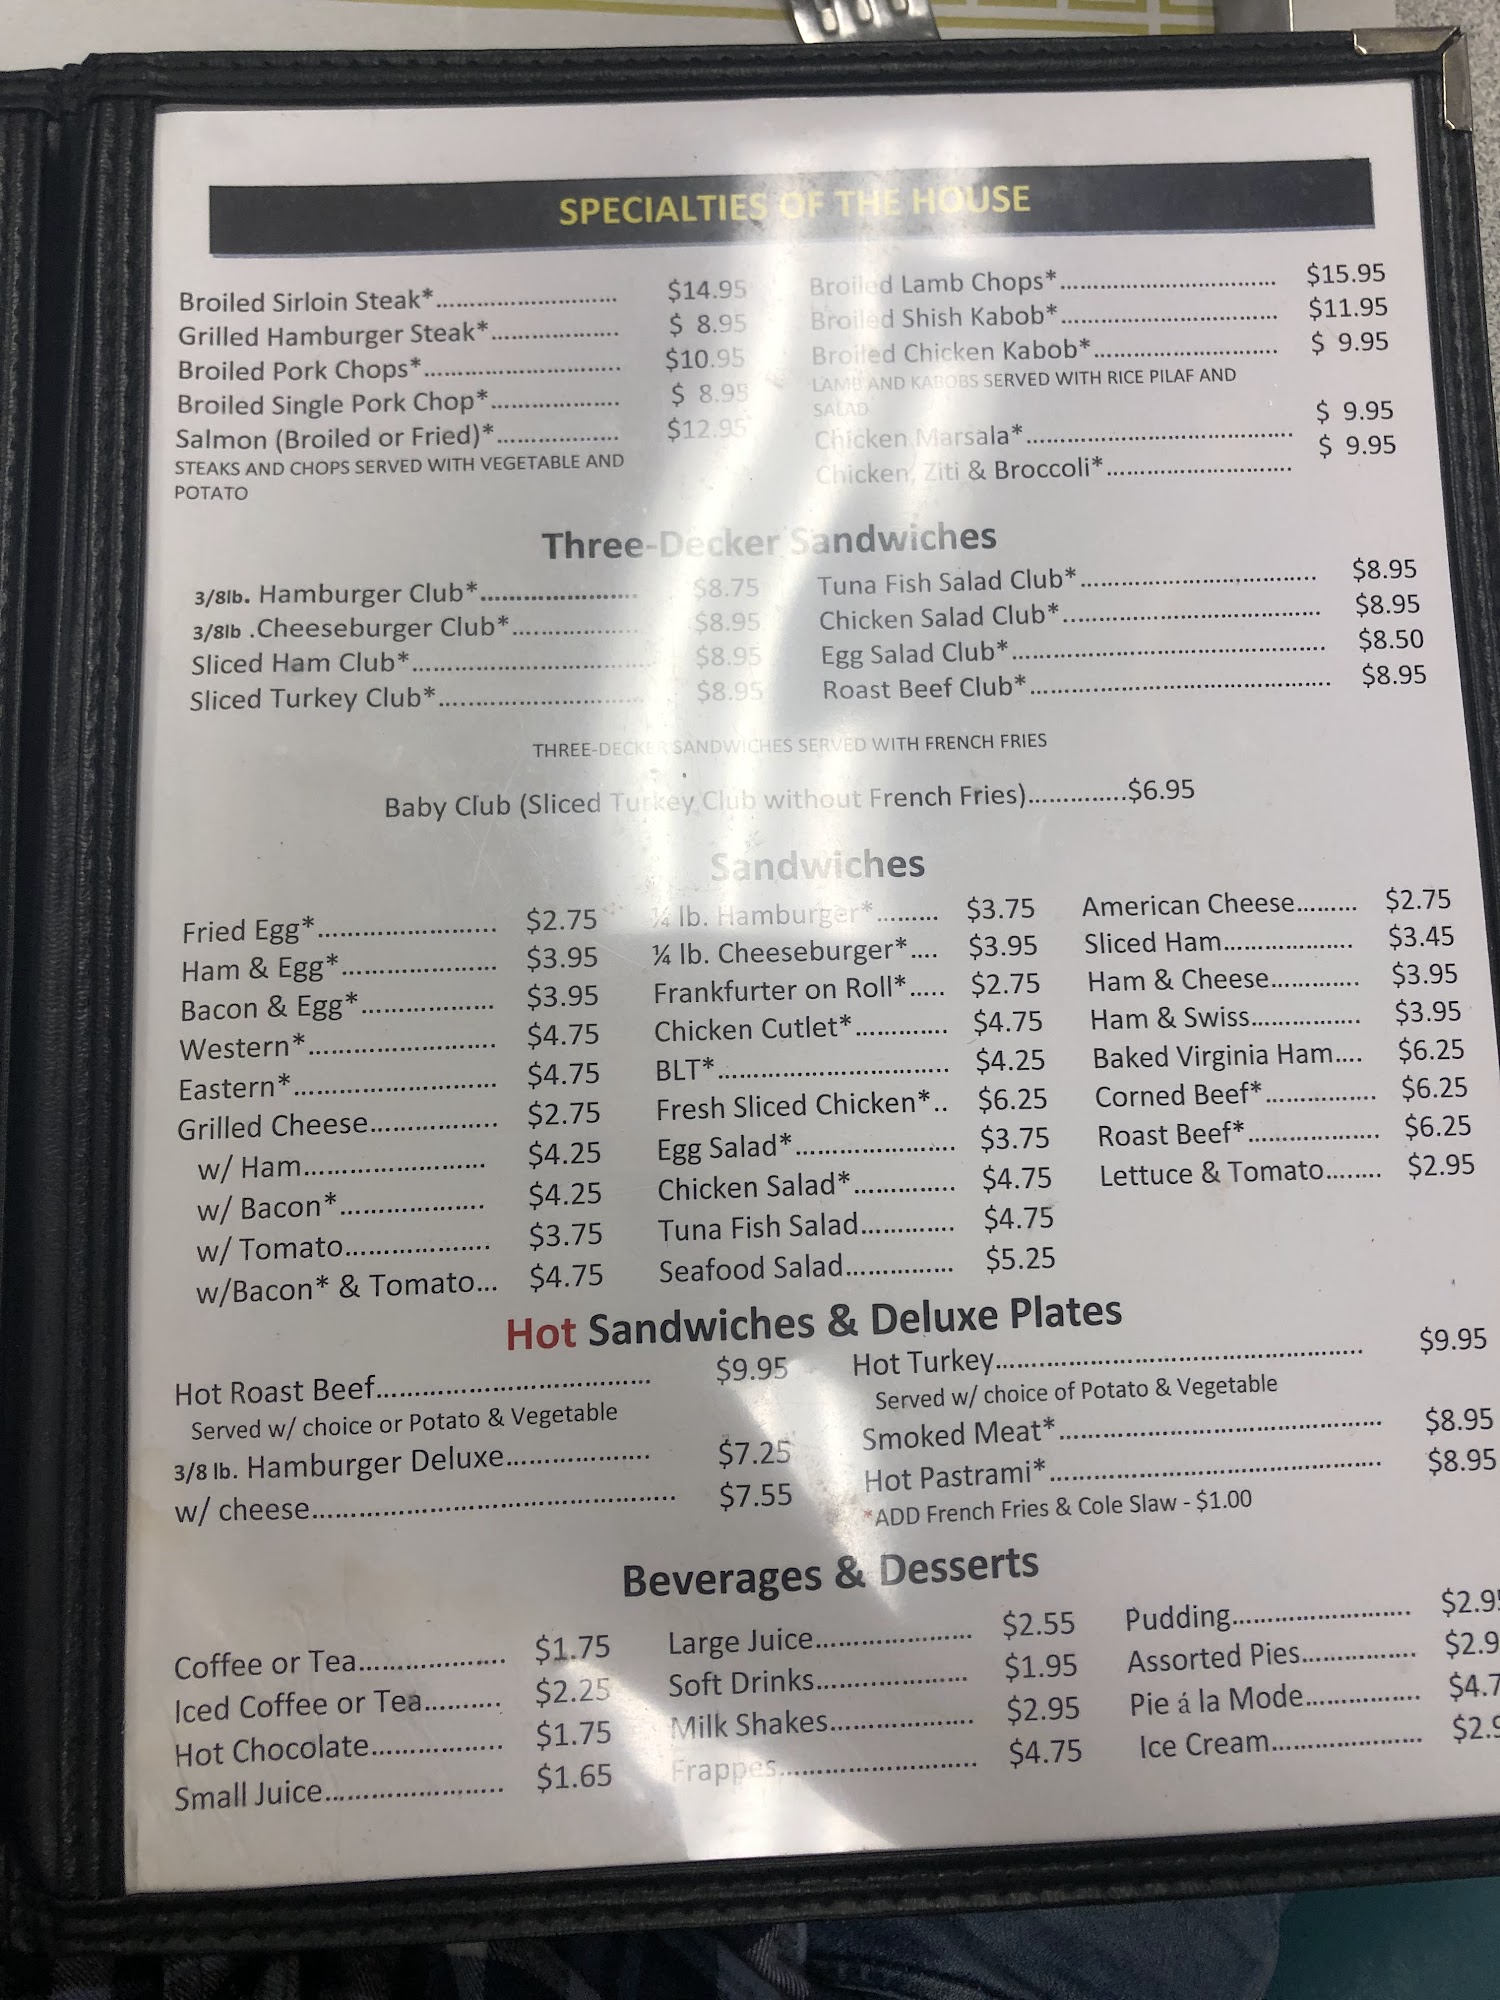 SPECIALTIES OF THE HOUSE
Broiled Sirloin Steak*.......................... $14.95
Grilled Hamburger Steak*.................. $ 8.95
Broiled Pork Chops*............................ $10.95
Broiled Single Pork Chop*.................. $ 8.95
Salmon (Broiled or Fried)*................. $12.95
STEAKS AND CHOPS SERVED WITH VEGETABLE AND
POTATO
Broiled Lamb Chops*............................... $15.95
Broiled Shish Kabob*............................... $11.95
Broiled Chicken Kabob*.......................... $ 9.95
LAMB AND KABOBS SERVED WITH RICE PILAF AND
SALAD
Chicken Marsala*..................................... $ 9.95
Chicken, Ziti & Broccoli*.......................... $ 9.95
Three-Decker Sandwiches
3/8lb. Hamburger Club*...................... $8.75
3/8lb .Cheeseburger Club*................. $8.95
Sliced Ham Club*................................ $8.95
Sliced Turkey Club*........................... $8.95
Tuna Fish Salad Club*............................... $8.95
Chicken Salad Club*.................................. $8.95
Egg Salad Club*......................................... $8.50
Roast Beef Club*....................................... $8.95
THREE-DECKER SANDWICHES SERVED WITH FRENCH FRIES
Baby Club (Sliced Turkey Club without French Fries)..............$6.95
Sandwiches
Fried Egg*........................ $2.75
Ham & Egg*..................... $3.95
Bacon & Egg*.................. $3.95
Western*......................... $4.75
Eastern*........................... $4.75
Grilled Cheese................. $2.75
w/ Ham........................ $4.25
w/ Bacon*................... $4.25
w/ Tomato.................... $3.75
w/Bacon* & Tomato... $4.75
¼ lb. Hamburger*......... $3.75
¼ lb. Cheeseburger*.... $3.95
Frankfurter on Roll*..... $2.75
Chicken Cutlet*............. $4.75
BLT*............................... $4.25
Fresh Sliced Chicken*.. $6.25
Egg Salad*...................... $3.75
Chicken Salad*.............. $4.75
Tuna Fish Salad............. $4.75
Seafood Salad............... $5.25
American Cheese......... $2.75
Sliced Ham................... $3.45
Ham & Cheese............. $3.95
Ham & Swiss................ $3.95
Baked Virginia Ham.... $6.25
Corned Beef*............... $6.25
Roast Beef*.................. $6.25
Lettuce & Tomato........ $2.95
Hot Sandwiches & Deluxe Plates
Hot Roast Beef..................................... $9.95
Served w/ choice or Potato & Vegetable
3/8 lb. Hamburger Deluxe................... $7.25
w/ cheese................................................ $7.55
Hot Turkey.................................................. $9.95
Served w/ choice of Potato & Vegetable
Smoked Meat*........................................... $8.95
Hot Pastrami*............................................ $8.95
*ADD French Fries & Cole Slaw - $1.00
Beverages & Desserts
Coffee or Tea................... $1.75
Iced Coffee or Tea.......... $2.25
Hot Chocolate................. $1.75
Small Juice....................... $1.65
Large Juice...................... $2.55
Soft Drinks...................... $1.95
Milk Shakes.................... $2.95
Frappes........................... $4.75
Pudding......................... $2.9
Assorted Pies............... $2.9
Pie á la Mode............... $4.7
Ice Cream...................... $2.9